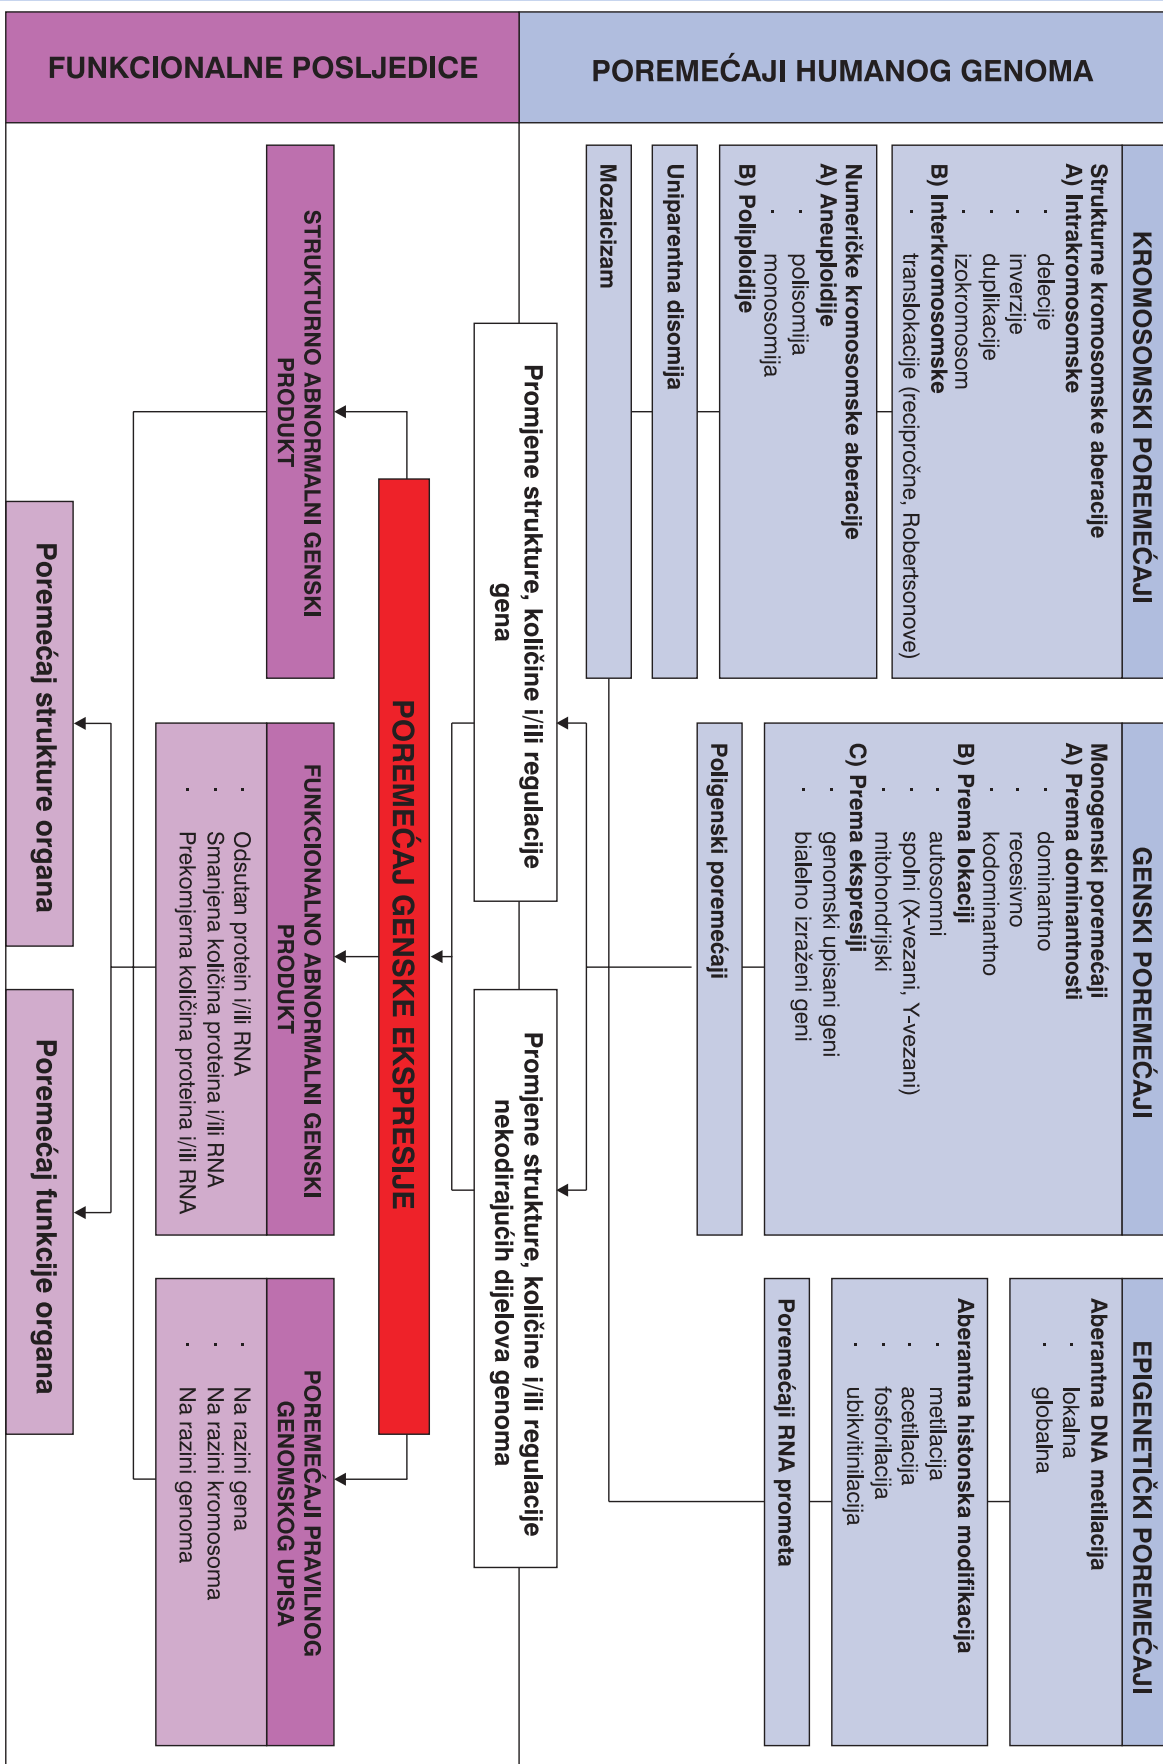 POREMEĆAJI HUMANOG GENOMA
KROMOSOMSKI POREMEĆAJI
Strukturne kromosomske aberacije
A) Intrakromosomske
· delecije
· inverzije
· duplikacije
· izokromosom
B) Interkromosomske
· translokacije (recipročne, Robertsonove)
Numeričke kromosomske aberacije
A) Aneuploidije
· polisomija
· monosomija
B) Poliploidije
Uniparentna disomija
Mozaicizam
GENSKI POREMEĆAJI
Monogenski poremećaji
A) Prema dominantnosti
· dominantno
· recesivno
· kodominantno
B) Prema lokaciji
· autosomni
· spolni (X-vezani, Y-vezani)
· mitohondrijski
C) Prema ekspresiji
· genomski upisani geni
· bialelno izraženi geni
Poligenski poremećaji
EPIGENETIČKI POREMEĆAJI
Aberantna DNA metilacija
· lokalna
· globalna
Aberantna histonska modifikacija
· metilacija
· acetilacija
· fosforilacija
· ubikvitinilacija
Poremećaji RNA prometa
Promjene strukture, količine i/ili regulacije
gena
Promjene strukture, količine i/ili regulacije
nekodirajućih dijelova genoma
FUNKCIONALNE POSLJEDICE
POREMEĆAJ GENSKE EKSPRESIJE
STRUKTURNO ABNORMALNI GENSKI
PRODUKT
FUNKCIONALNO ABNORMALNI GENSKI
PRODUKT
· Odsutan protein i/ili RNA
· Smanjena količina proteina i/ili RNA
· Prekomjerna količina proteina i/ili RNA
POREMEĆAJI PRAVILNOG
GENOMSKOG UPISA
· Na razini gena
· Na razini kromosoma
· Na razini genoma
Poremećaj strukture organa
Poremećaj funkcije organa